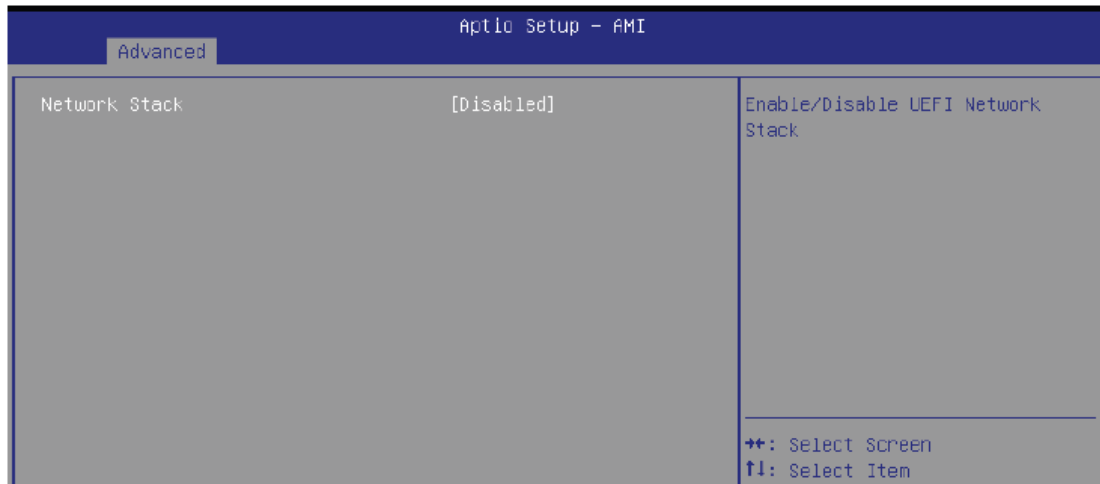 Aptio Setup – AMI
Advanced
Network Stack [Disabled]
Enable/Disable UEFI Network
Stack
→←: Select Screen
↑↓: Select Item